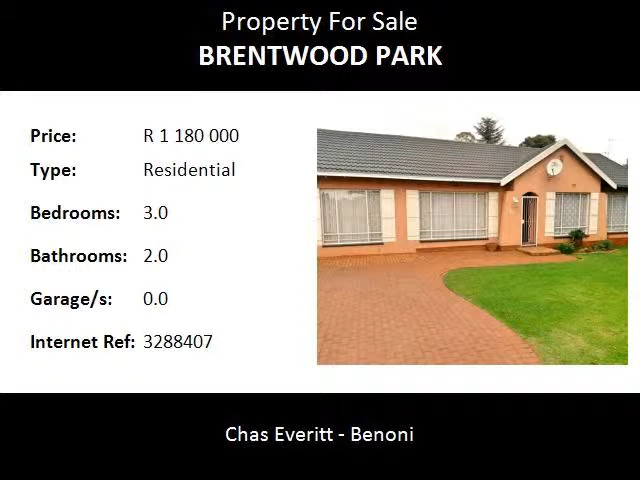 Property For Sale
BRENTWOOD PARK
Price: R 1 180 000
Type: Residential
Bedrooms: 3.0
Bathrooms: 2.0
Garage/s: 0.0
Internet Ref: 3288407
Chas Everitt - Benoni